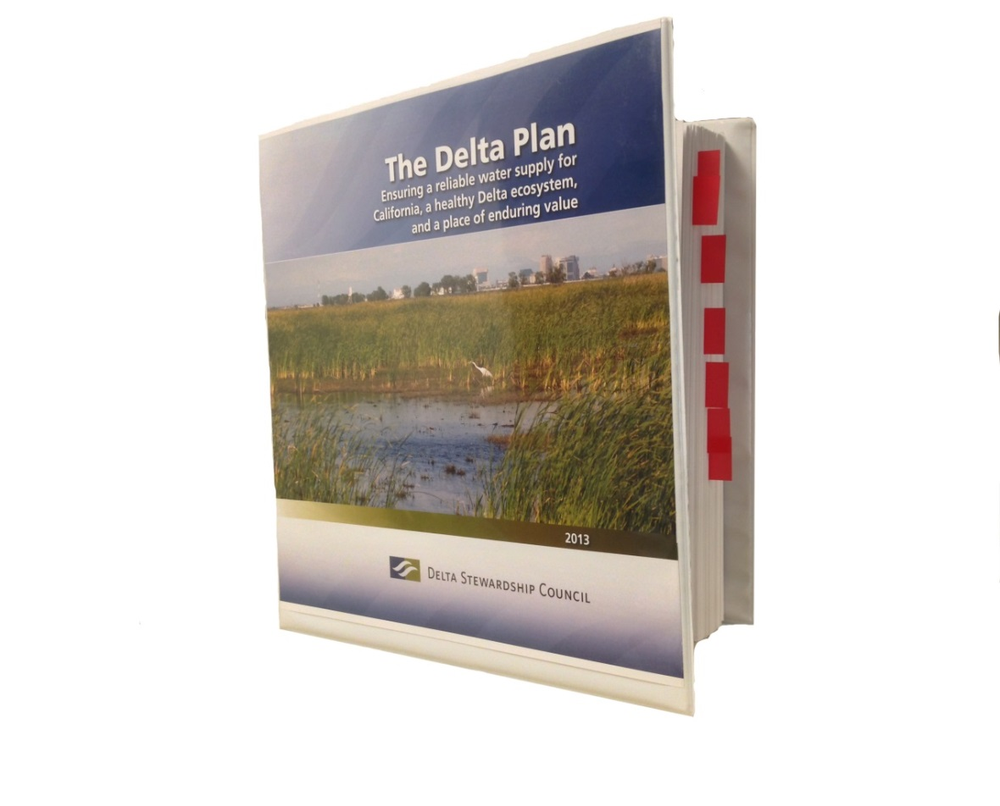 The Delta Plan
Ensuring a reliable water supply for
California, a healthy Delta ecosystem,
and a place of enduring value
2013
DELTA STEWARDSHIP COUNCIL